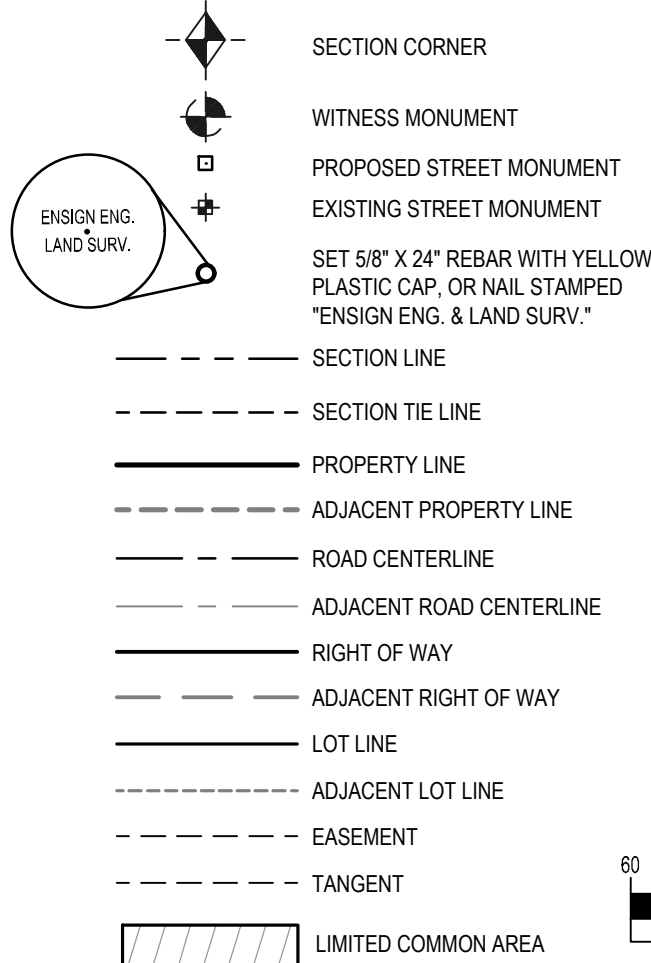 SECTION CORNER
WITNESS MONUMENT
PROPOSED STREET MONUMENT
EXISTING STREET MONUMENT
ENSIGN ENG.
LAND SURV.
SET 5/8" X 24" REBAR WITH YELLOW
PLASTIC CAP, OR NAIL STAMPED
"ENSIGN ENG. & LAND SURV."
SECTION LINE
SECTION TIE LINE
PROPERTY LINE
ADJACENT PROPERTY LINE
ROAD CENTERLINE
ADJACENT ROAD CENTERLINE
RIGHT OF WAY
ADJACENT RIGHT OF WAY
LOT LINE
ADJACENT LOT LINE
EASEMENT
60
TANGENT
LIMITED COMMON AREA